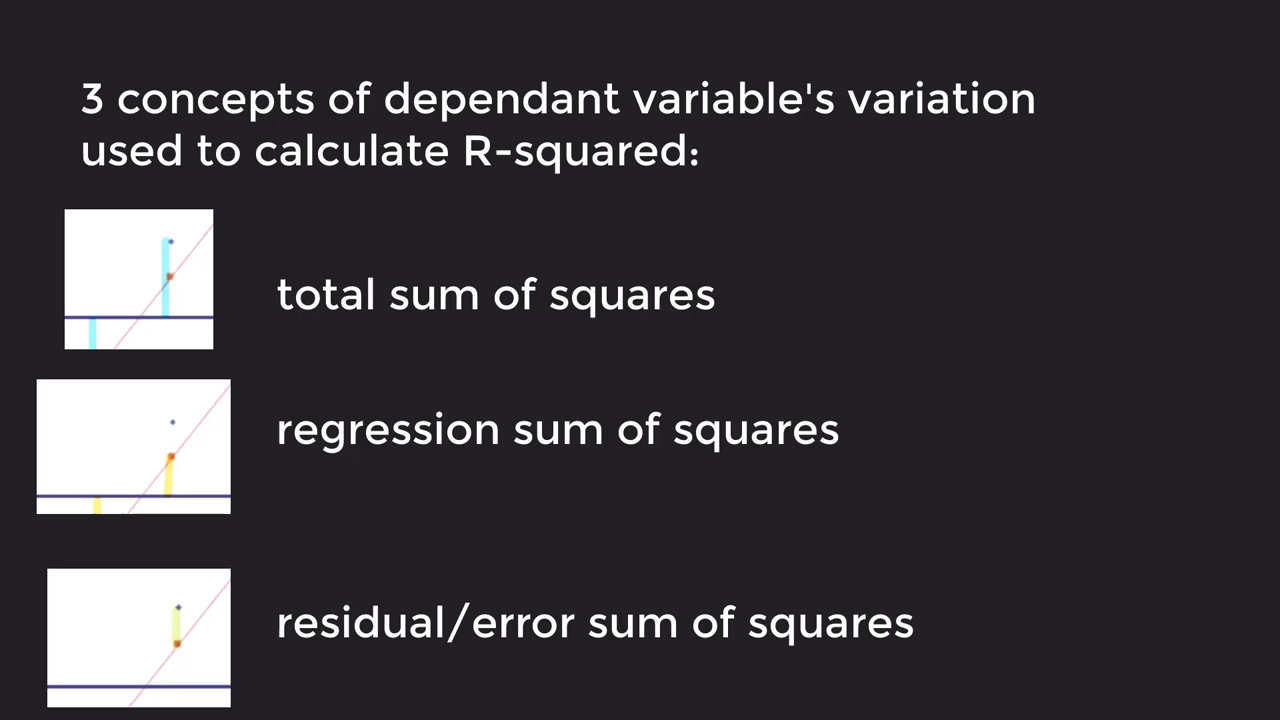 3 concepts of dependant variable's variation
used to calculate R-squared:
total sum of squares
regression sum of squares
residual/error sum of squares